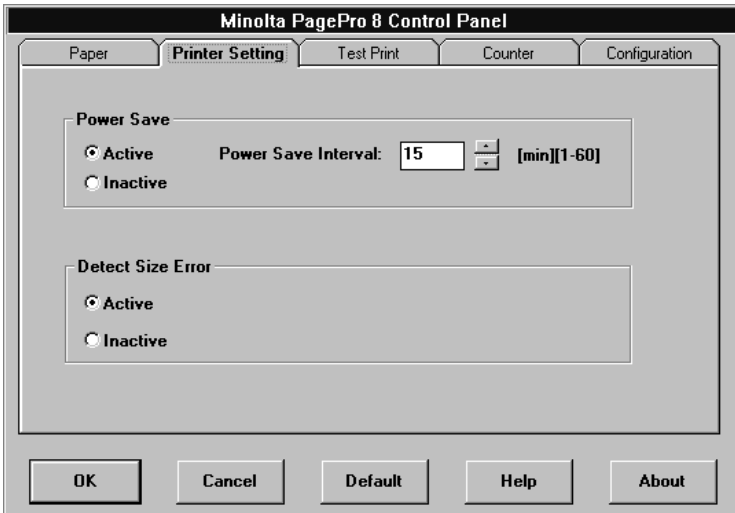 Minolta PagePro 8 Control Panel
Paper Printer Setting Test Print Counter Configuration
Power Save
Active Power Save Interval: 15 [min][1-60]
Inactive
Detect Size Error
Active
Inactive
OK Cancel Default Help About